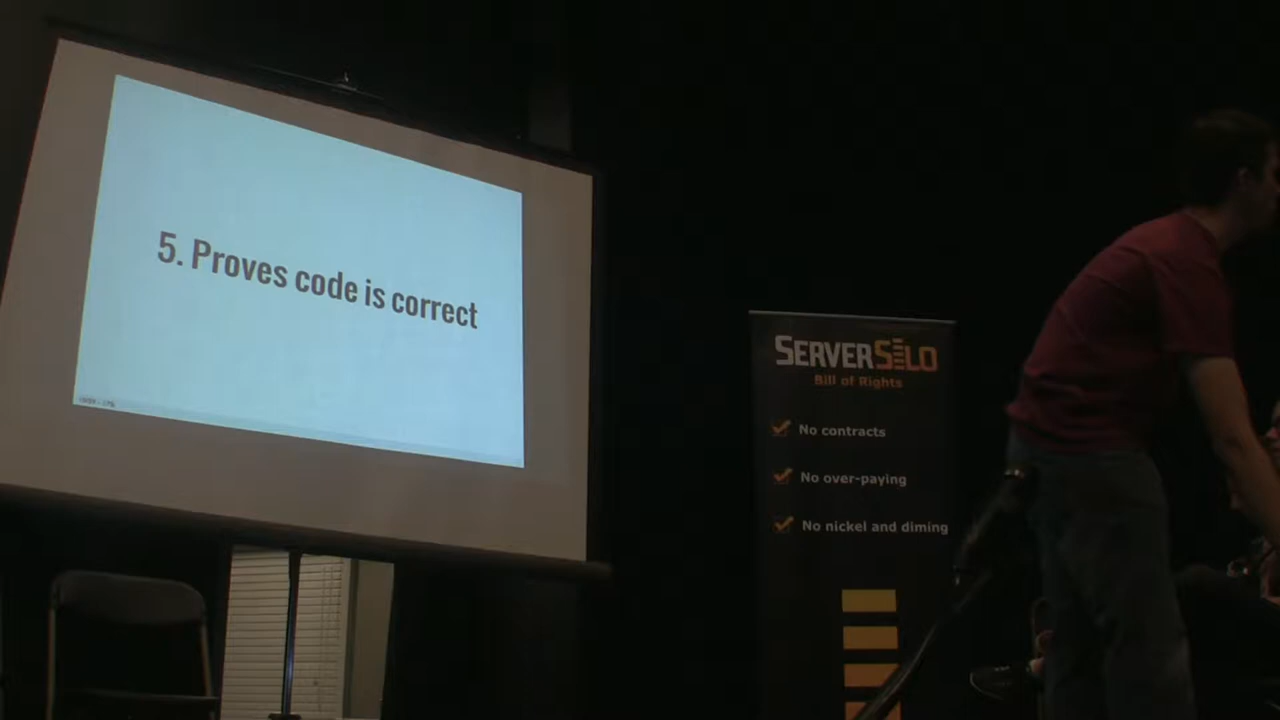 5. Proves code is correct
SERVERSILO
Bill of Rights
No contracts
No over-paying
No nickel and diming